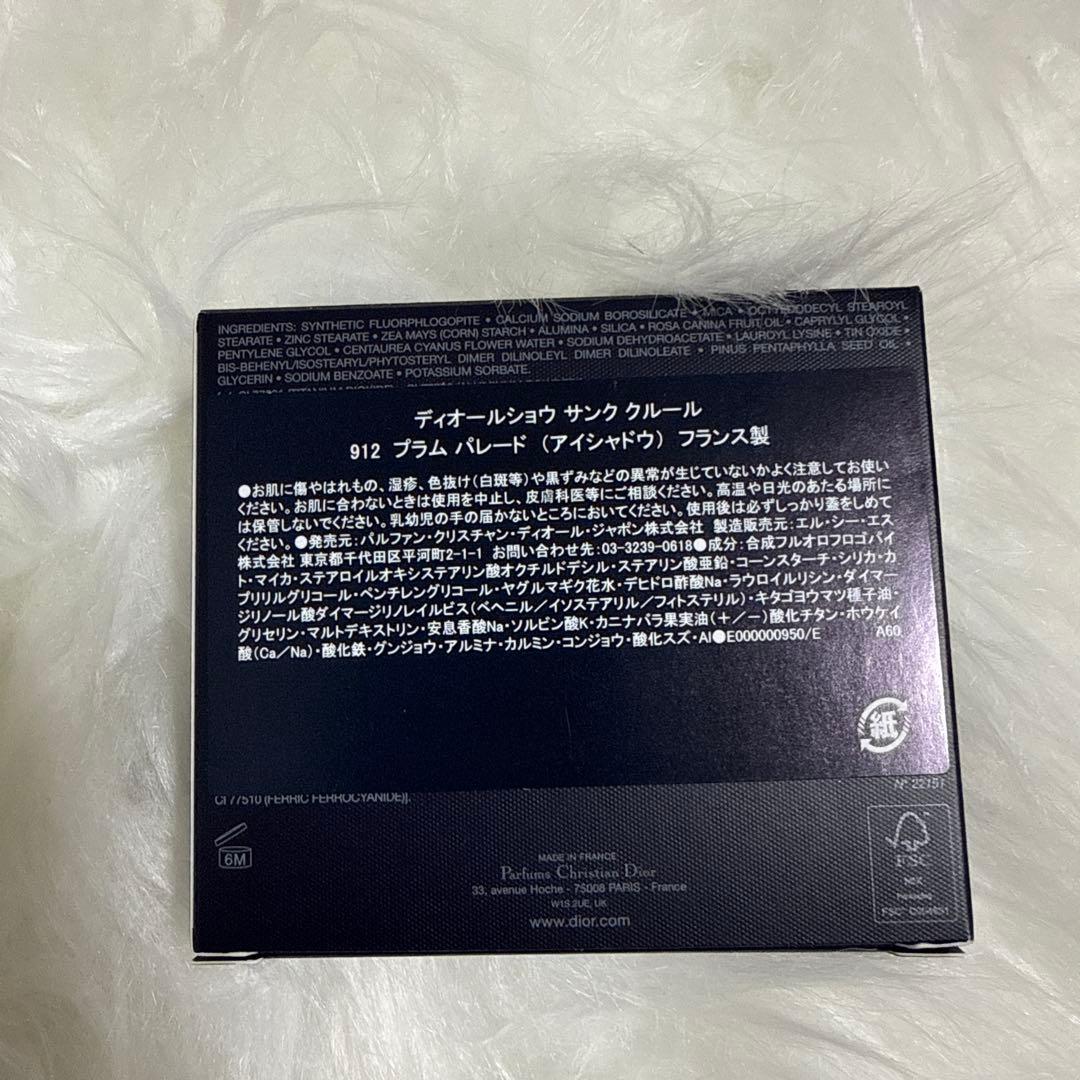 INGREDIENTS: SYNTHETIC FLUORPHLOGOPITE • CALCIUM SODIUM BOROSILICATE • MICA • OCTYLDODECYL STEAROYL
STEARATE • ZINC STEARATE • ZEA MAYS (CORN) STARCH • ALUMINA • SILICA • ROSA CANINA FRUIT OIL • CAPRYLYL GLYCOL •
PENTYLENE GLYCOL • CENTAUREA CYANUS FLOWER WATER • SODIUM DEHYDROACETATE • LAUROYL LYSINE • TIN OXIDE •
BIS-BEHENYL/ISOSTEARYL/PHYTOSTERYL DIMER DILINOLEYL DIMER DILINOLEATE • PINUS PENTAPHYLLA SEED OIL •
GLYCERIN • SODIUM BENZOATE • POTASSIUM SORBATE.
ディオールショウ サンク クルール
912 プラム パレード (アイシャドウ) フランス製
●お肌に傷やはれもの、湿疹、色抜け(白斑等)や黒ずみなどの異常が生じていないかよく注意してお使い
ください。お肌に合わないときは使用を中止し、皮膚科医等にご相談ください。高温や日光のあたる場所に
は保管しないでください。乳幼児の手の届かないところにおいてください。使用後は必ずしっかり蓋をしめて
ください。●発売元:パルファン・クリスチャン・ディオール・ジャポン株式会社 製造販売元:エル・シー・エス
株式会社 東京都千代田区平河町2-1-1 お問い合わせ先:03-3239-0618●成分:合成フルオロフロゴパイ
ト・マイカ・ステアロイルオキシステアリン酸オクチルドデシル・ステアリン酸亜鉛・コーンスターチ・シリカ・カ
プリリルグリコール・ペンチレングリコール・ヤグルマギク花水・デヒドロ酢酸Na・ラウロイルリシン・ダイマー
ジリノール酸ダイマージリノレイルビス(ベヘニル/イソステアリル/フィトステリル)・キタゴヨウマツ種子油・
グリセリン・マルトデキストリン・安息香酸Na・ソルビン酸K・カニナバラ果実油(+/-)酸化チタン・ホウケイ
酸(Ca/Na)・酸化鉄・グンジョウ・アルミナ・カルミン・コンジョウ・酸化スズ・Al●E000000950/E A60
紙
CI 77510 (FERRIC FERROCYANIDE)].
N° 22157
6M
MADE IN FRANCE
Parfums Christian Dior
33, avenue Hoche - 75008 PARIS - France
W1S 2UE, UK
www.dior.com
FSC
MIX
Packaging